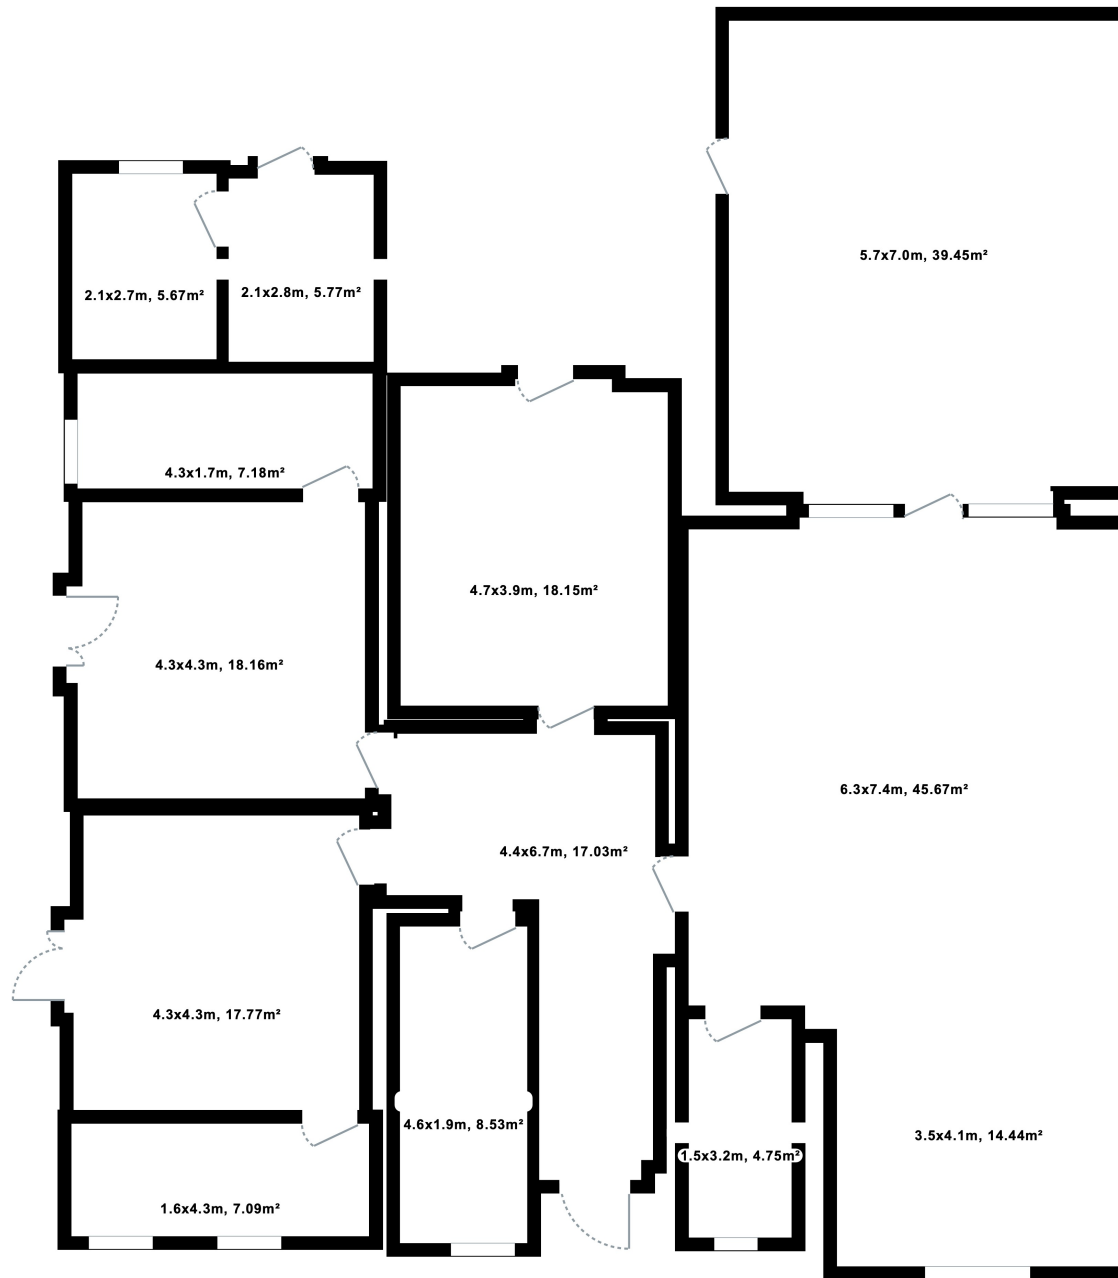 5.7x7.0m, 39.45m²
2.1x2.7m, 5.67m²
2.1x2.8m, 5.77m²
4.3x1.7m, 7.18m²
4.7x3.9m, 18.15m²
4.3x4.3m, 18.16m²
6.3x7.4m, 45.67m²
4.4x6.7m, 17.03m²
4.3x4.3m, 17.77m²
4.6x1.9m, 8.53m²
3.5x4.1m, 14.44m²
1.5x3.2m, 4.75m²
1.6x4.3m, 7.09m²